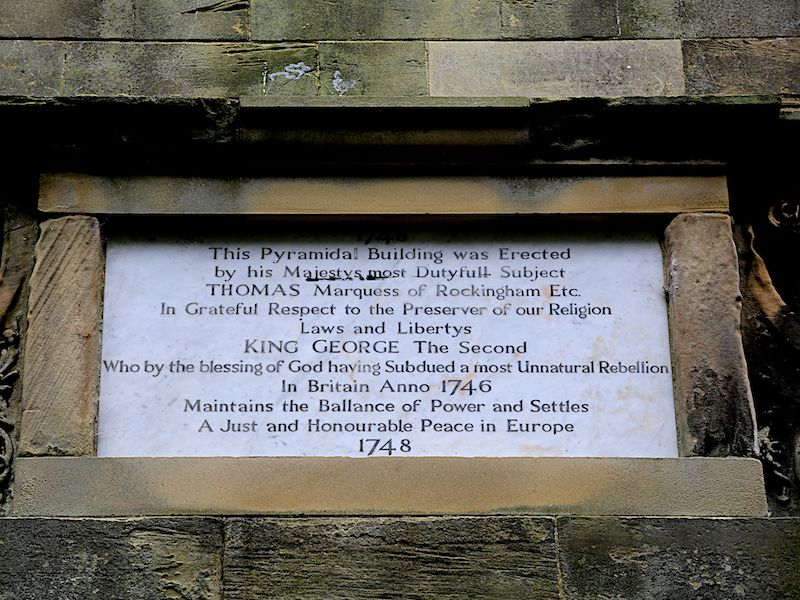 1748
This Pyramidal Building was Erected
by his Majestys most Dutyfull Subject
THOMAS Marquess of Rockingham Etc.
In Grateful Respect to the Preserver of our Religion
Laws and Libertys
KING GEORGE The Second
Who by the blessing of God having Subdued a most Unnatural Rebellion
In Britain Anno 1746
Maintains the Ballance of Power and Settles
A Just and Honourable Peace in Europe
1748